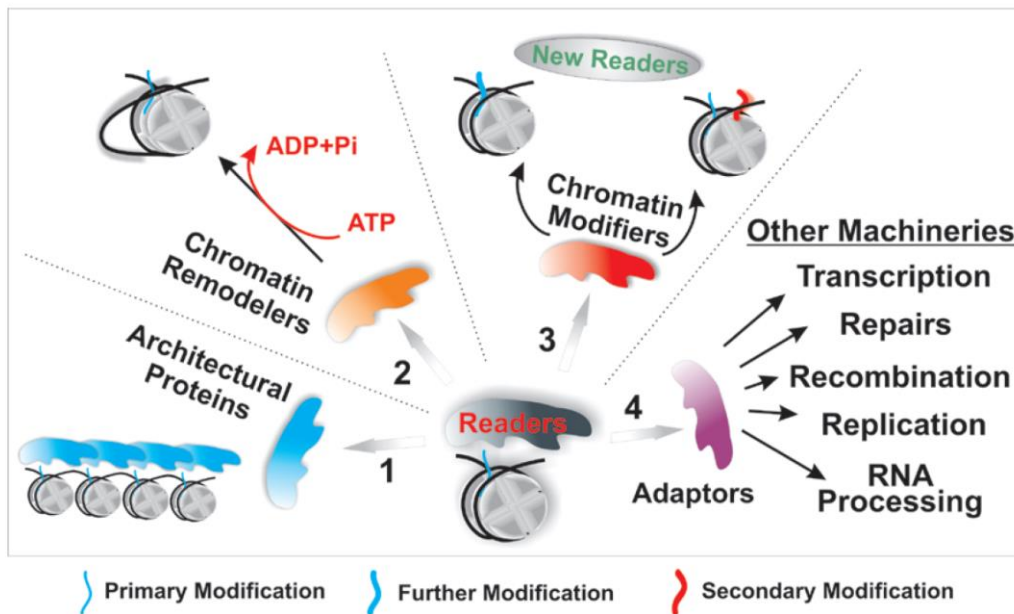 New Readers
ADP+Pi
ATP
Chromatin
Remodelers
Chromatin
Modifiers
Other Machineries
Transcription
Repairs
Recombination
Replication
RNA
Processing
Architectural
Proteins
2
3
Readers
4
1
Adaptors
Primary Modification
Further Modification
Secondary Modification